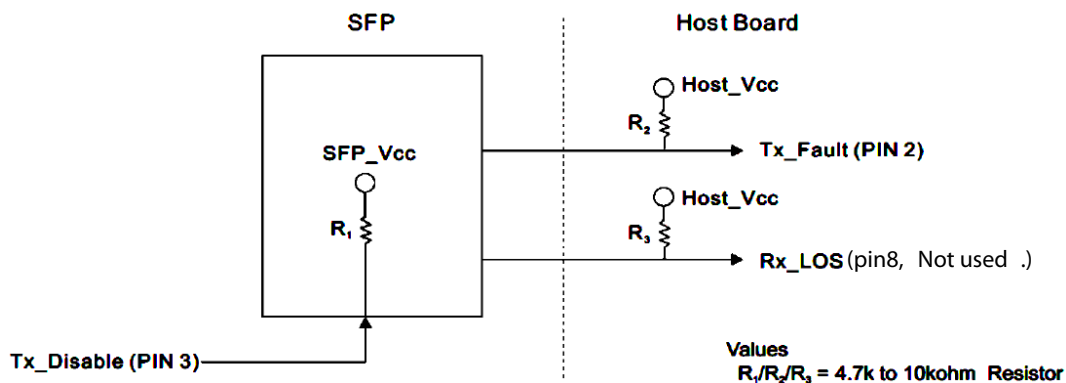 SFP
Host Board
Host_Vcc
R2
Tx_Fault (PIN 2)
SFP_Vcc
R1
Host_Vcc
R3
Rx_LOS (pin8, Not used .)
Tx_Disable (PIN 3)
Values
R1/R2/R3 = 4.7k to 10kohm Resistor